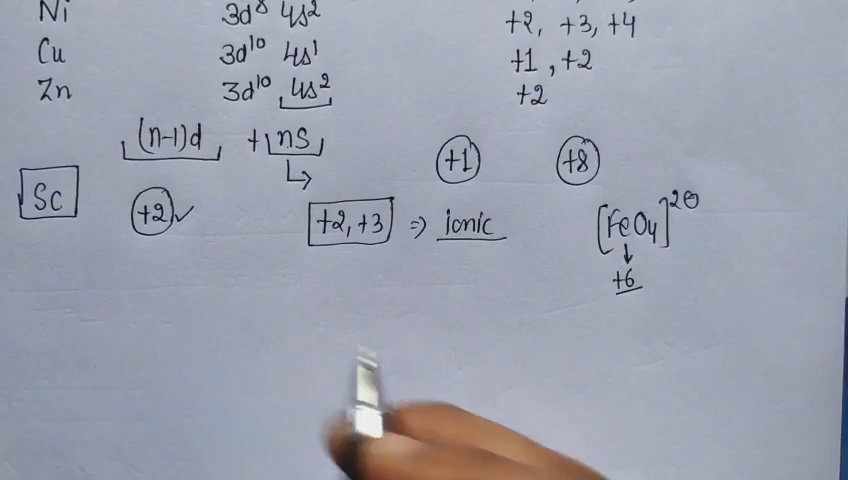 Ni 3d⁸ 4s² +2, +3, +4
Cu 3d¹⁰ 4s¹ +1, +2
Zn 3d¹⁰ 4s² +2
(n-1)d + ns +1 +8
Sc +2 ✓ +2, +3 ⇒ ionic [FeO₄]²⊖
+6